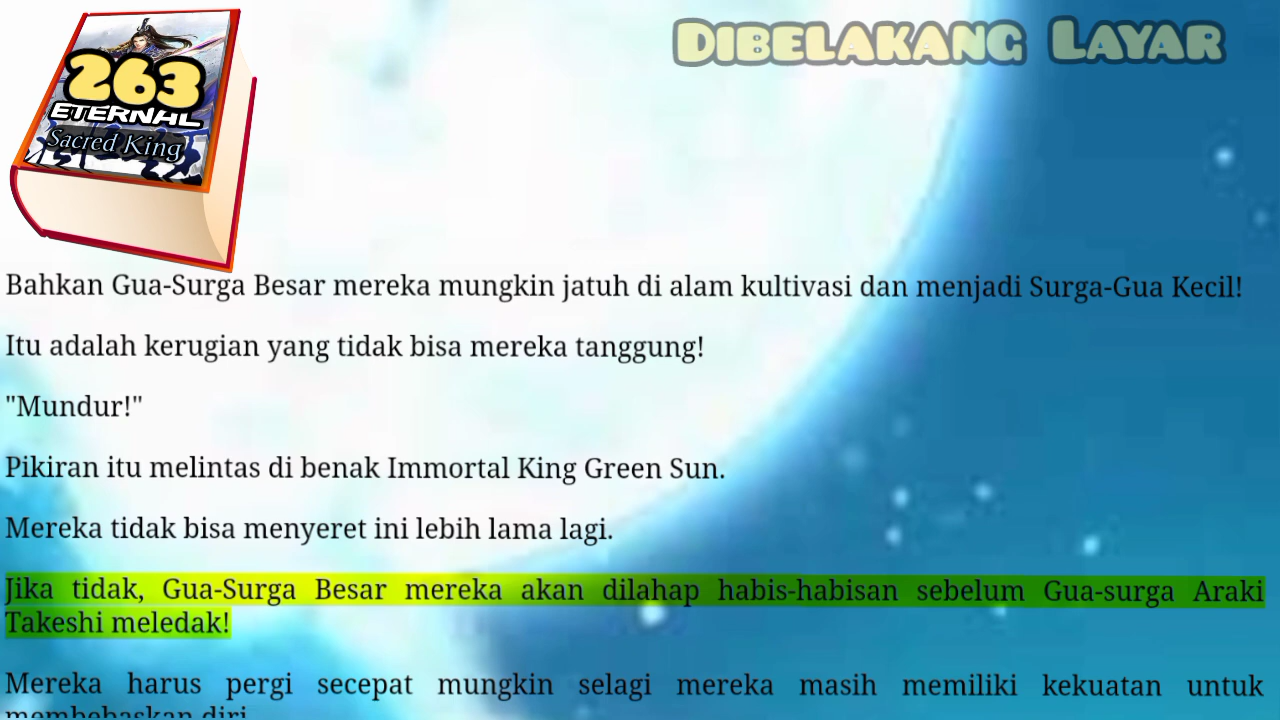 DIBELAKANG LAYAR
263
ETERNAL
Sacred King
Bahkan Gua-Surga Besar mereka mungkin jatuh di alam kultivasi dan menjadi Surga-Gua Kecil!
Itu adalah kerugian yang tidak bisa mereka tanggung!
"Mundur!"
Pikiran itu melintas di benak Immortal King Green Sun.
Mereka tidak bisa menyeret ini lebih lama lagi.
Jika tidak, Gua-Surga Besar mereka akan dilahap habis-habisan sebelum Gua-surga Araki
Takeshi meledak!
Mereka harus pergi secepat mungkin selagi mereka masih memiliki kekuatan untuk
membebaskan diri.